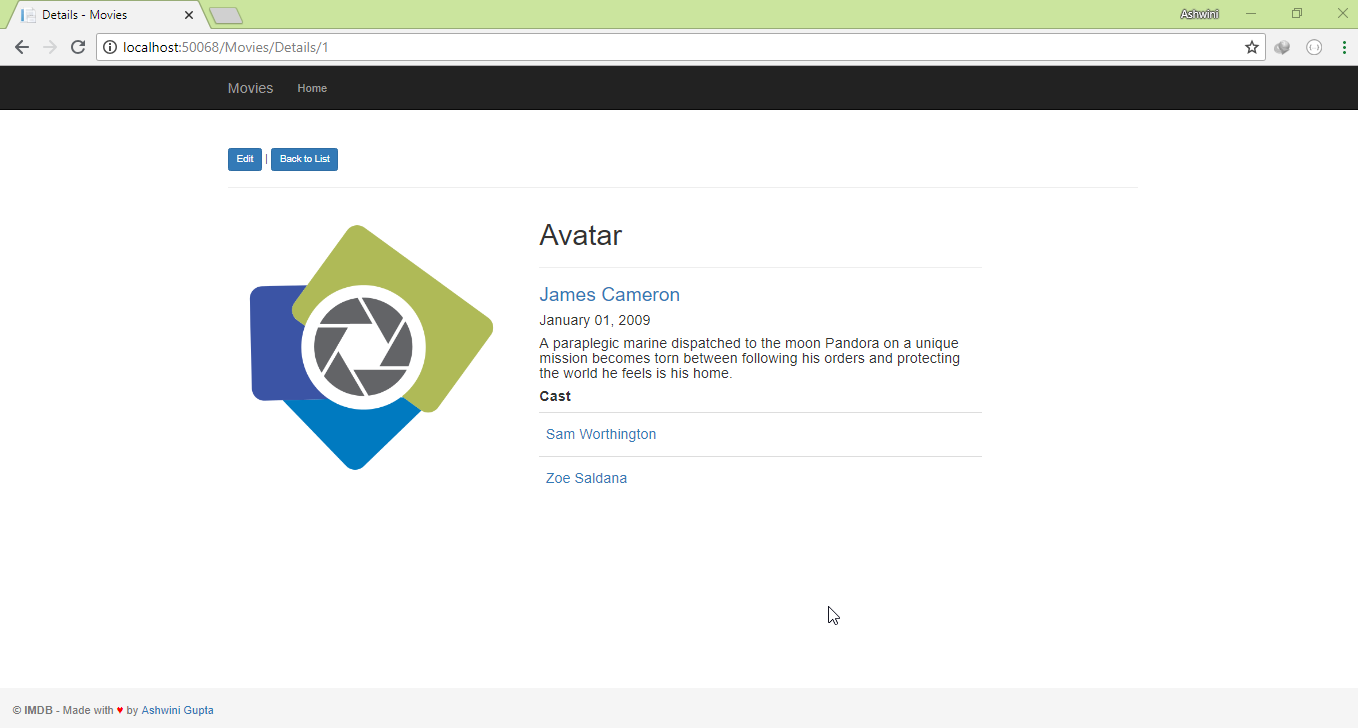 Details - Movies
Ashwini
localhost:50068/Movies/Details/1
Movies Home
Edit | Back to List
Avatar
James Cameron
January 01, 2009
A paraplegic marine dispatched to the moon Pandora on a unique
mission becomes torn between following his orders and protecting
the world he feels is his home.
Cast
Sam Worthington
Zoe Saldana
© IMDB - Made with ♥ by Ashwini Gupta